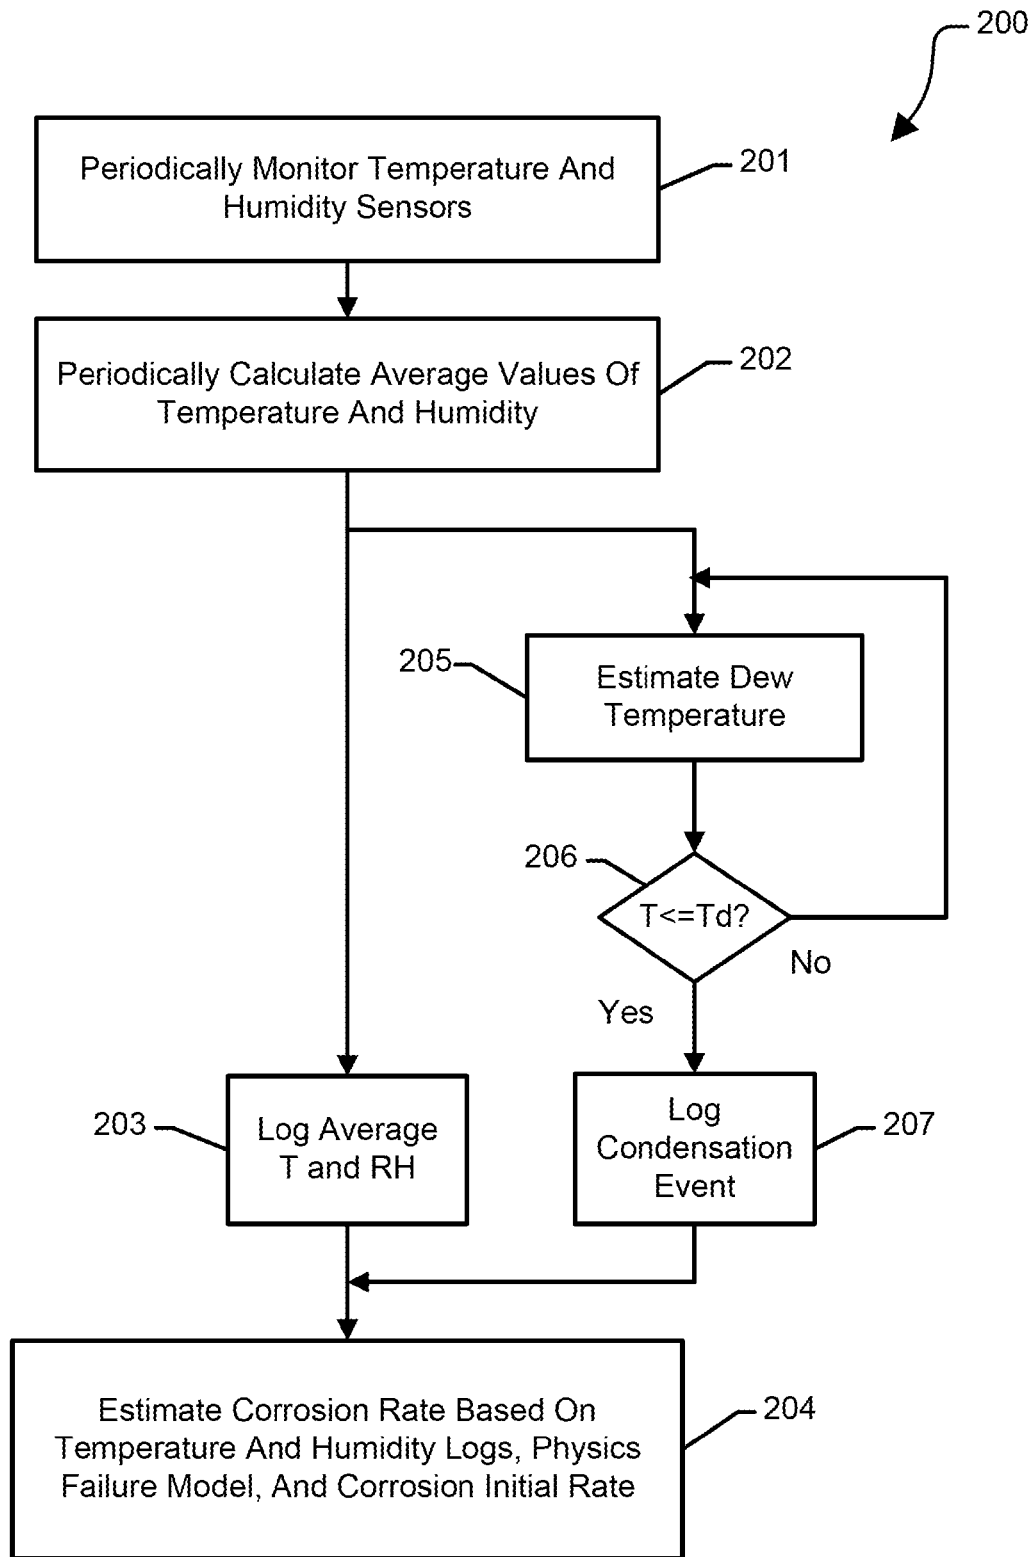 200
Periodically Monitor Temperature And
Humidity Sensors
201
Periodically Calculate Average Values Of
Temperature And Humidity
202
205
Estimate Dew
Temperature
206
T<=Td?
No
Yes
203
Log Average
T and RH
Log
Condensation
Event
207
Estimate Corrosion Rate Based On
Temperature And Humidity Logs, Physics
Failure Model, And Corrosion Initial Rate
204